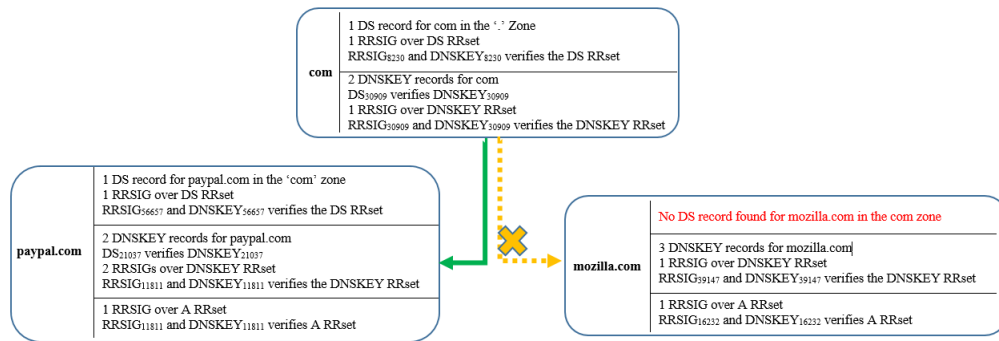 com
1 DS record for com in the ‘.’ Zone
1 RRSIG over DS RRset
RRSIG8230 and DNSKEY8230 verifies the DS RRset
2 DNSKEY records for com
DS30909 verifies DNSKEY30909
1 RRSIG over DNSKEY RRset
RRSIG30909 and DNSKEY30909 verifies the DNSKEY RRset
paypal.com
1 DS record for paypal.com in the ‘com’ zone
1 RRSIG over DS RRset
RRSIG56657 and DNSKEY56657 verifies the DS RRset
2 DNSKEY records for paypal.com
DS21037 verifies DNSKEY21037
2 RRSIGs over DNSKEY RRset
RRSIG11811 and DNSKEY11811 verifies the DNSKEY RRset
1 RRSIG over A RRset
RRSIG11811 and DNSKEY11811 verifies A RRset
mozilla.com
No DS record found for mozilla.com in the com zone
3 DNSKEY records for mozilla.com
1 RRSIG over DNSKEY RRset
RRSIG39147 and DNSKEY39147 verifies the DNSKEY RRset
1 RRSIG over A RRset
RRSIG16232 and DNSKEY16232 verifies A RRset